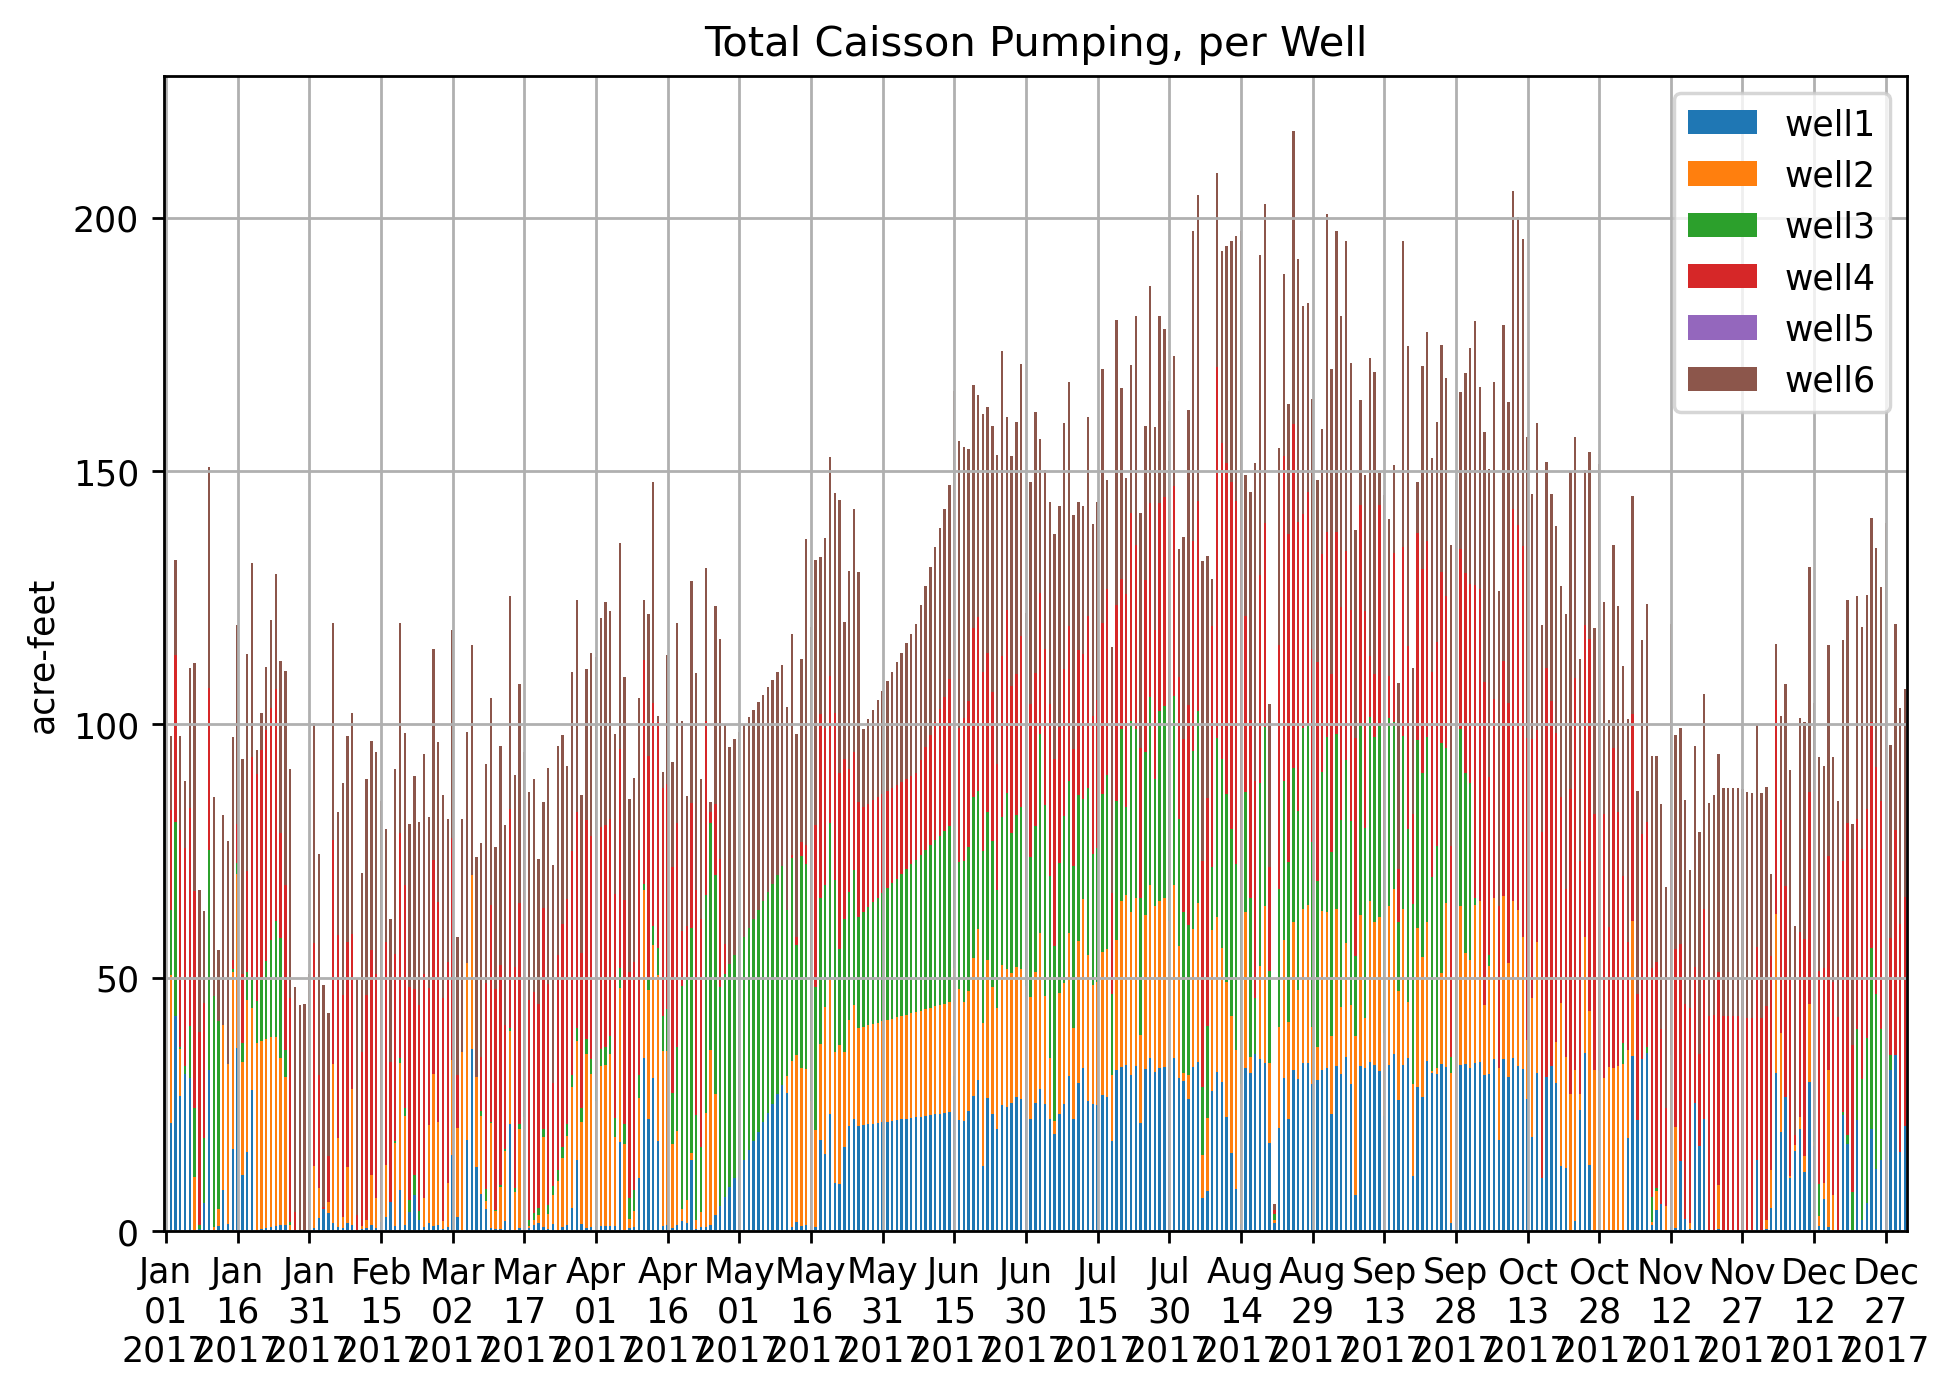 Total Caisson Pumping, per Well
well1
well2
well3
well4
well5
well6
acre-feet
200
150
100
50
0
Jan Jan Jan Feb Mar Mar Apr Apr May May May Jun Jun Jul Jul Aug Aug Sep Sep Oct Oct Nov Nov Dec Dec
01 16 31 15 02 17 01 16 01 16 31 15 30 15 30 14 29 13 28 13 28 12 27 12 27
2017 2017 2017 2017 2017 2017 2017 2017 2017 2017 2017 2017 2017 2017 2017 2017 2017 2017 2017 2017 2017 2017 2017 2017 2017